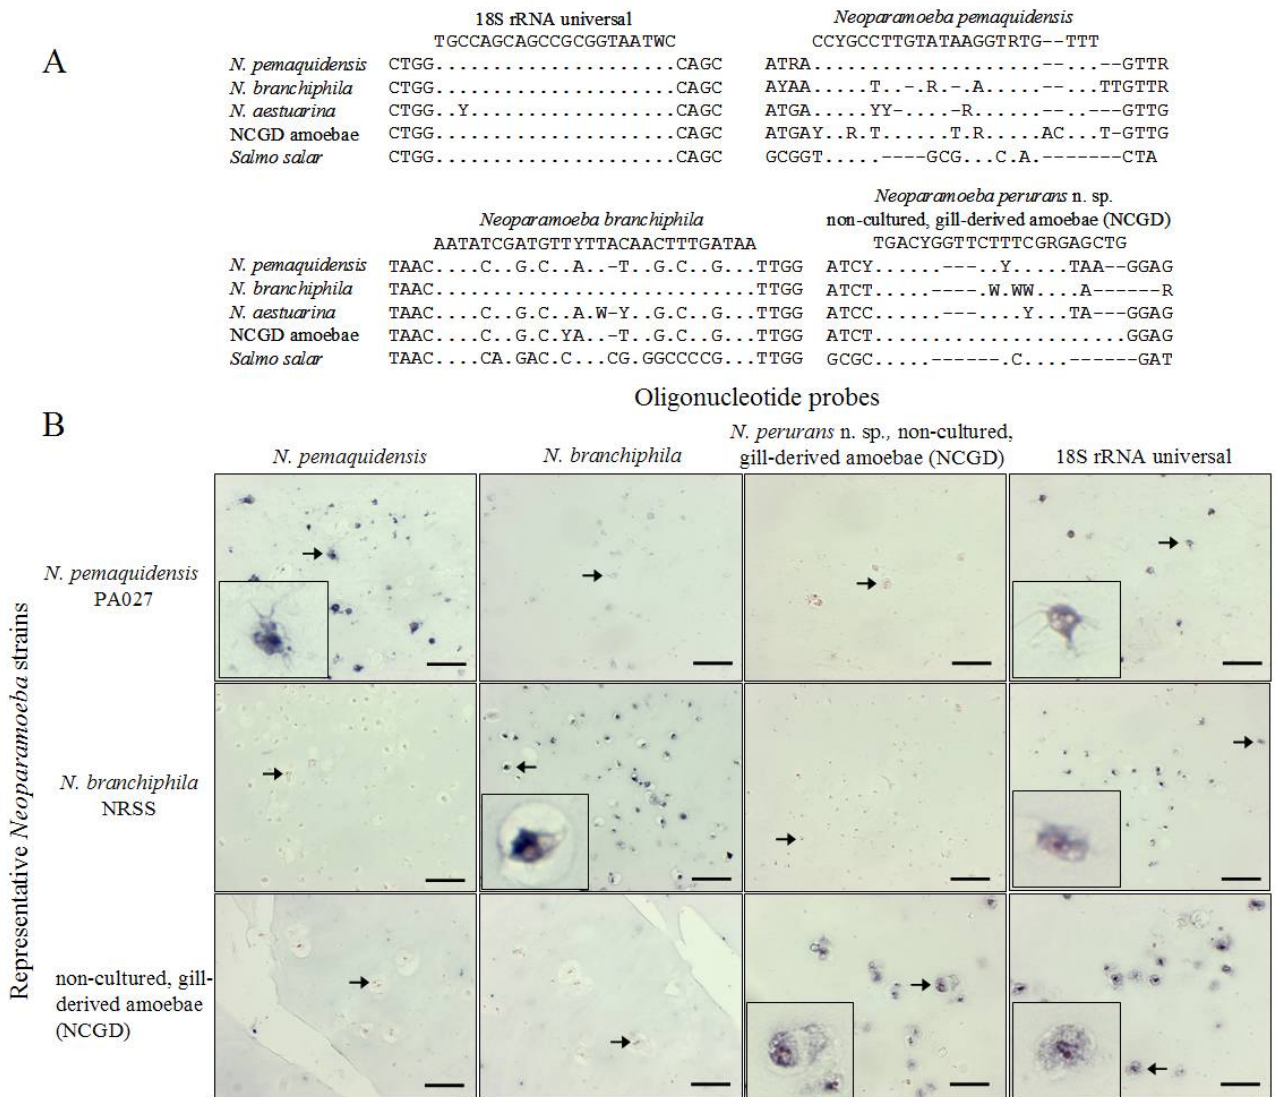 A
18S rRNA universal
TGCCAGCAGCCGCGGTAATWC
N. pemaquidensis CTGG.....................CAGC
N. branchiphila CTGG.....................CAGC
N. aestuarina CTGG..Y..................CAGC
NCGD amoebae CTGG.....................CAGC
Salmo salar CTGG.....................CAGC
Neoparamoeba pemaquidensis
CCYGCCTTGTATAAGGTRTG--TTT
ATRA....................--...--GTTR
AYAA.....T..-.R.-.A.....--...TTGTTR
ATGA.....YY-.....-R......--...--GTTG
ATGAY..R.T......T.R.....AC...T-GTTG
GCGGT.....----GCG...C.A.-------CTA
Neoparamoeba branchiphila
AATATCGATGTTYTTACAACTTTGATAA
N. pemaquidensis TAAC....C..G.C..A..-T..G.C..G...TTGG
N. branchiphila TAAC............................TTGG
N. aestuarina TAAC....C..G.C..A.W-Y..G.C..G...TTGG
NCGD amoebae TAAC....C..G.C.YA..-T..G.C..G...TTGG
Salmo salar TAAC....CA.GAC.C...CG.GGCCCCG...TTGG
Neoparamoeba perurans n. sp.
non-cultured, gill-derived amoebae (NCGD)
TGACYGGTTCTTTCGRGAGCTG
ATCY......---..Y.....TAA--GGAG
ATCT.....-----.W.WW....A------R
ATCC......----...Y...TA---GGAG
ATCT......................GGAG
GCGC.....------.C....------GAT
B
Oligonucleotide probes
N. pemaquidensis
N. branchiphila
N. perurans n. sp., non-cultured,
gill-derived amoebae (NCGD)
18S rRNA universal
Representative Neoparamoeba strains
N. pemaquidensis
PA027
N. branchiphila
NRSS
non-cultured, gill-
derived amoebae
(NCGD)